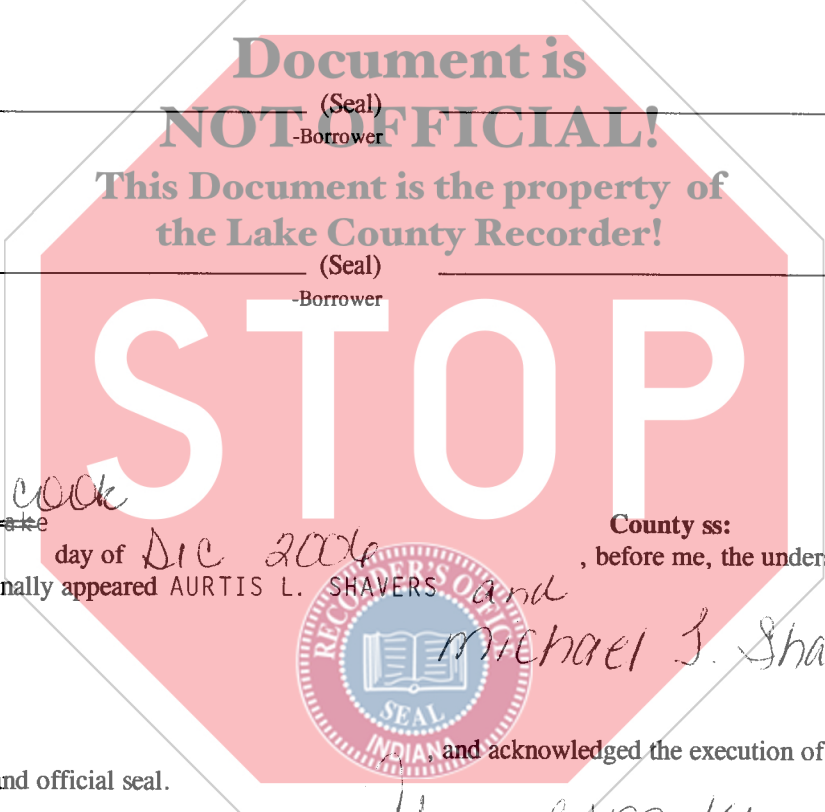 Document is
(Seal)
NOT OFFICIAL!
-Borrower
This Document is the property of
the Lake County Recorder!
(Seal)
-Borrower
STOP
cook
ake
County ss:
day of Dec 2006 , before me, the unders
nally appeared AURTIS L. SHAVERS and
Michael J. Sha
RECORDER'S OFFICE
SEAL
INDIANA
, and acknowledged the execution of
nd official seal.